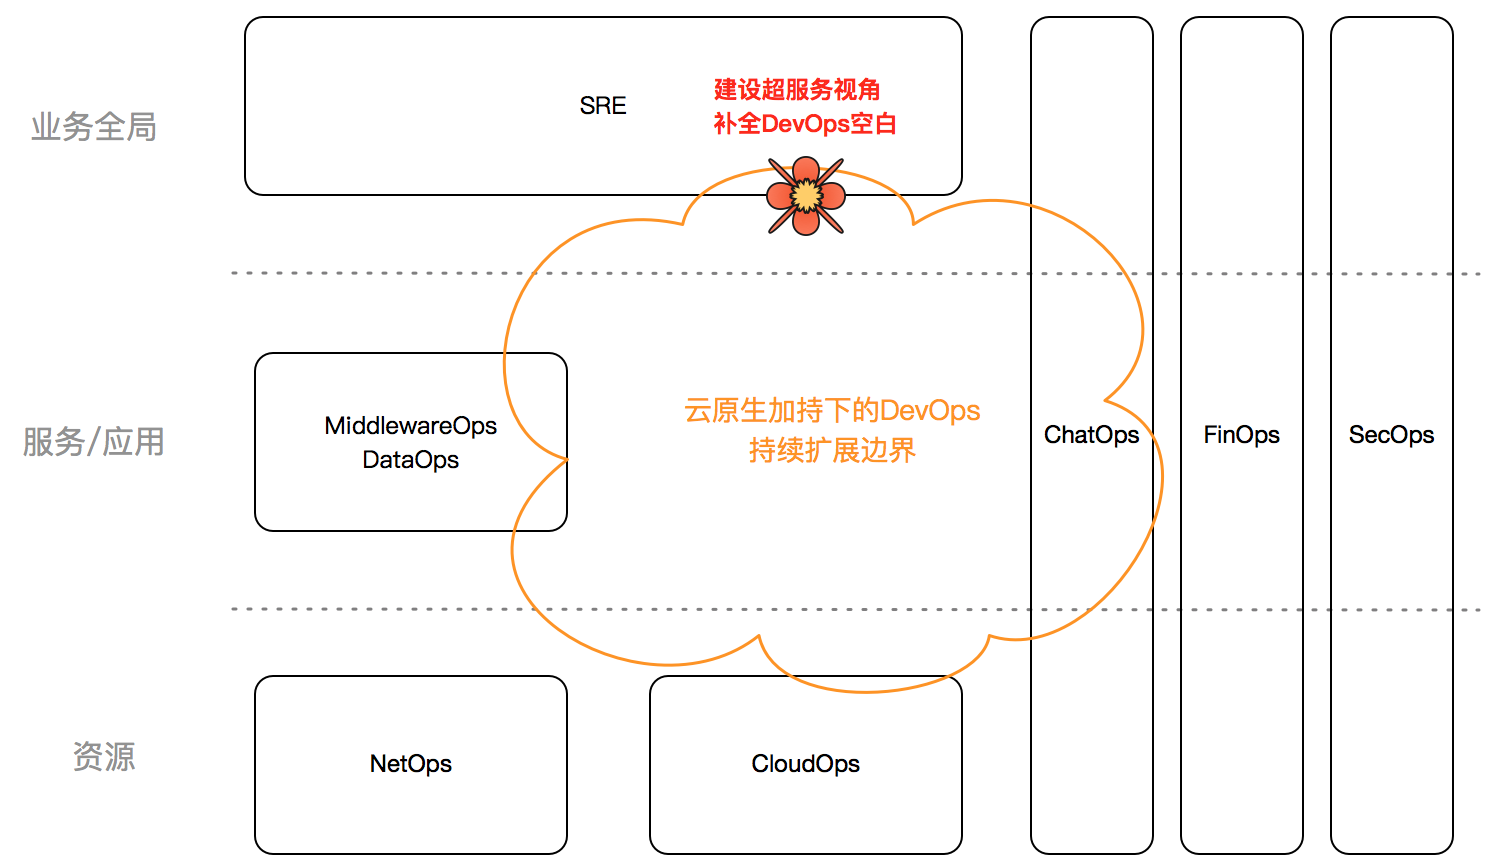 业务全局
SRE
建设超服务视角
补全DevOps空白
服务/应用
MiddlewareOps
DataOps
云原生加持下的DevOps
持续扩展边界
ChatOps
FinOps
SecOps
资源
NetOps
CloudOps